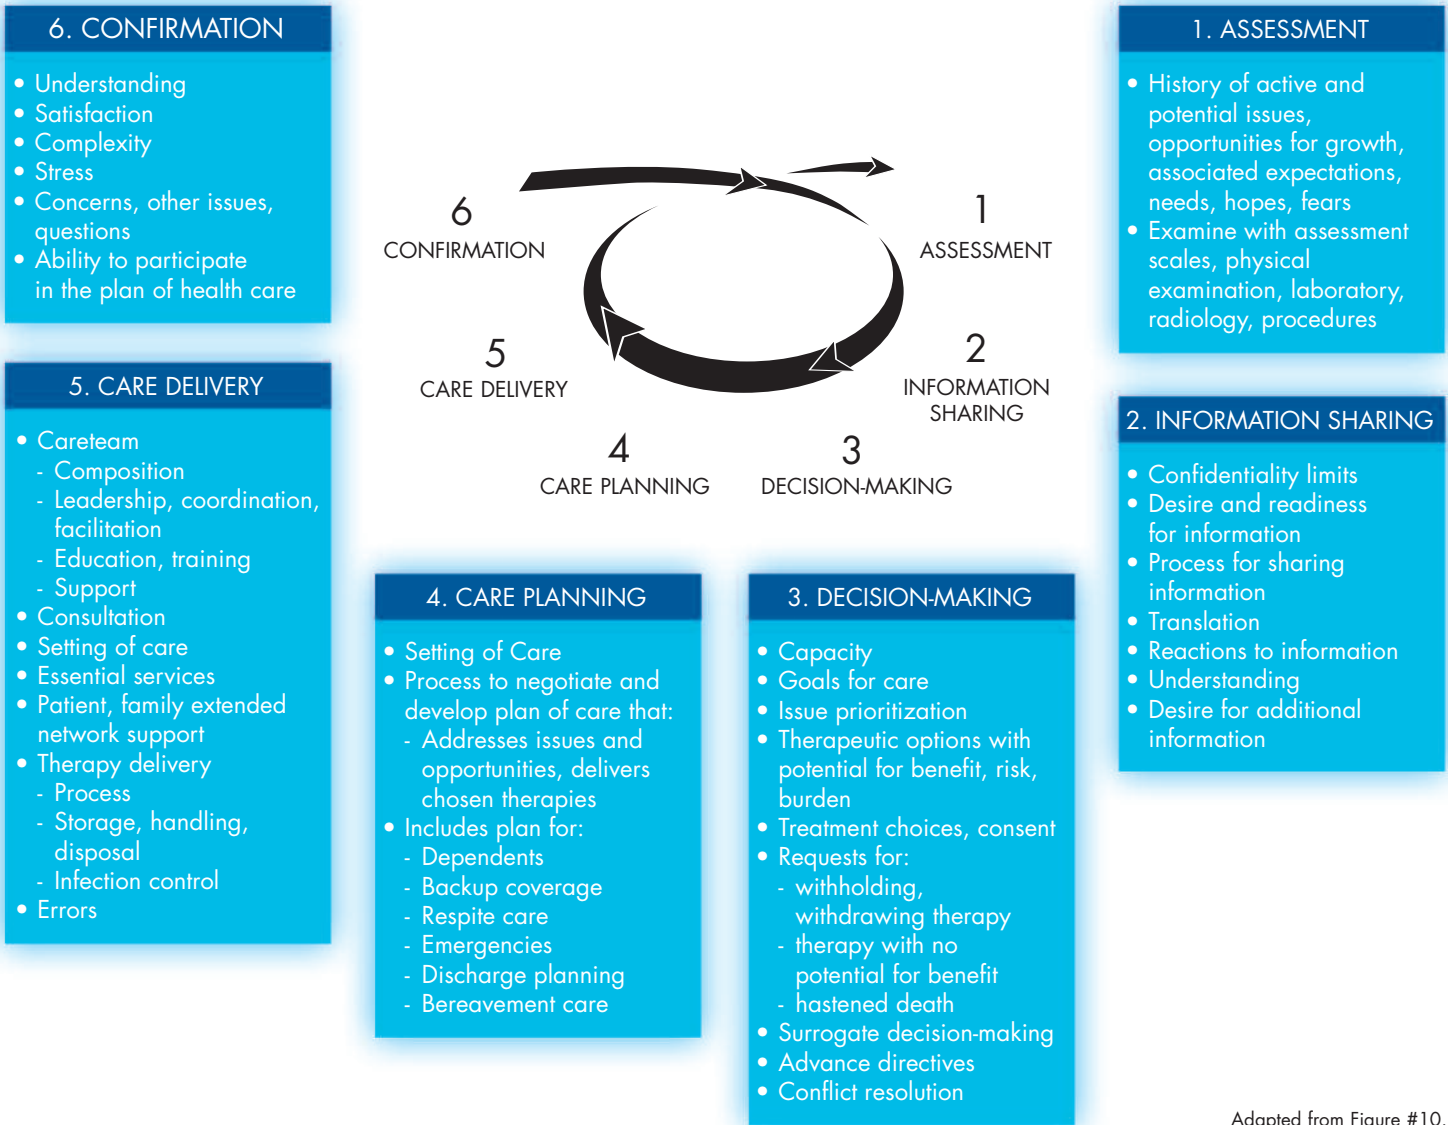 6. CONFIRMATION
• Understanding
• Satisfaction
• Complexity
• Stress
• Concerns, other issues,
questions
• Ability to participate
in the plan of health care
5. CARE DELIVERY
• Careteam
- Composition
- Leadership, coordination,
facilitation
- Education, training
- Support
• Consultation
• Setting of care
• Essential services
• Patient, family extended
network support
• Therapy delivery
- Process
- Storage, handling,
disposal
- Infection control
• Errors
6
CONFIRMATION
1
ASSESSMENT
5
CARE DELIVERY
2
INFORMATION
SHARING
4
CARE PLANNING
3
DECISION-MAKING
4. CARE PLANNING
• Setting of Care
• Process to negotiate and
develop plan of care that:
- Addresses issues and
opportunities, delivers
chosen therapies
• Includes plan for:
- Dependents
- Backup coverage
- Respite care
- Emergencies
- Discharge planning
- Bereavement care
3. DECISION-MAKING
• Capacity
• Goals for care
• Issue prioritization
• Therapeutic options with
potential for benefit, risk,
burden
• Treatment choices, consent
• Requests for:
- withholding,
withdrawing therapy
- therapy with no
potential for benefit
- hastened death
• Surrogate decision-making
• Advance directives
• Conflict resolution
1. ASSESSMENT
• History of active and
potential issues,
opportunities for growth,
associated expectations,
needs, hopes, fears
• Examine with assessment
scales, physical
examination, laboratory,
radiology, procedures
2. INFORMATION SHARING
• Confidentiality limits
• Desire and readiness
for information
• Process for sharing
information
• Translation
• Reactions to information
• Understanding
• Desire for additional
information
Adapted from Figure #10.